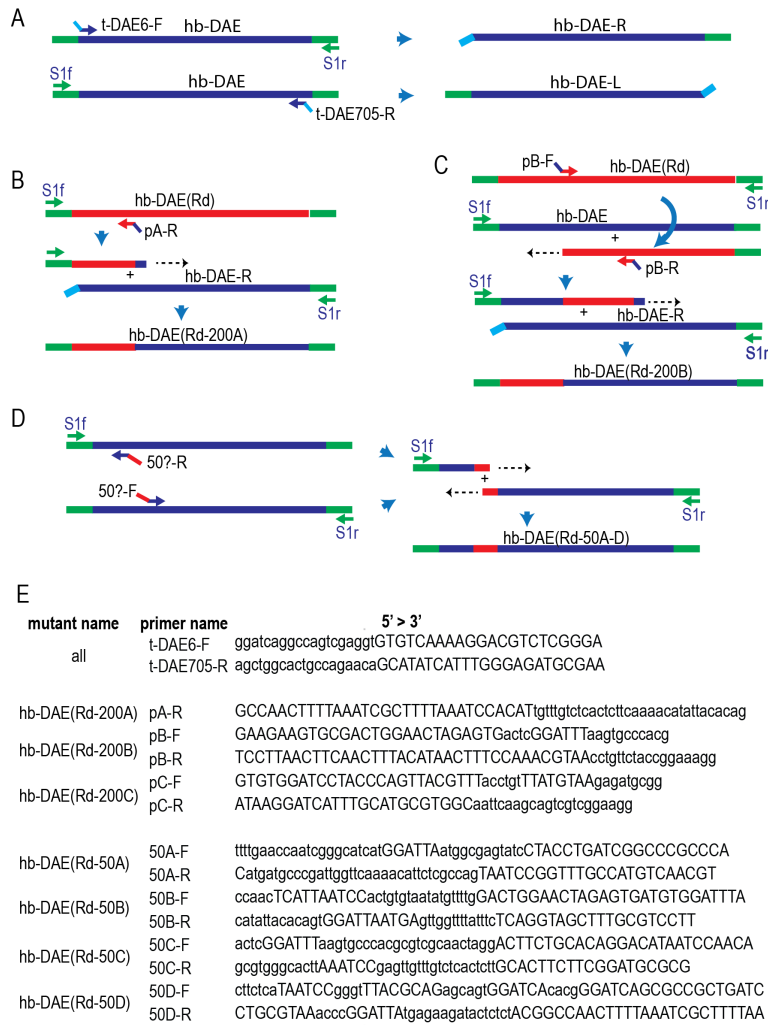 A
t-DAE6-F
hb-DAE
hb-DAE-R
S1r
S1f
hb-DAE
hb-DAE-L
t-DAE705-R
B
S1f
hb-DAE(Rd)
pA-R
+
hb-DAE-R
S1r
hb-DAE(Rd-200A)
C
pB-F
hb-DAE(Rd)
S1f
hb-DAE
S1r
+
pB-R
S1f
+
hb-DAE-R
S1r
hb-DAE(Rd-200B)
D
S1f
50?-R
50?-F
S1r
S1f
+
S1r
hb-DAE(Rd-50A-D)
E
mutant name primer name 5' > 3'
all
t-DAE6-F ggatcaggccagtcgaggtGTGTCAAAAGGACGTCTCGGGA
t-DAE705-R agctggcactgccagaacaGCATATCATTTGGGAGATGCGAA
hb-DAE(Rd-200A) pA-R GCCAACTTTTAAATCGCTTTTAAATCCACATtgtttgtctcactcttcaaaacatattacacag
hb-DAE(Rd-200B) pB-F GAAGAAGTGCGACTGGAACTAGAGTGactcGGATTTaagtgcccacg
pB-R TCCTTAACTTCAACTTTACATAACTTTCCAAACGTAAcctgttctaccggaaagg
hb-DAE(Rd-200C) pC-F GTGTGGATCCTACCCAGTTACGTTTacctgtTTATGTAAgagatgcgg
pC-R ATAAGGATCATTTGCATGCGTGGCaattcaagcagtcgtcggaagg
hb-DAE(Rd-50A) 50A-F ttttgaaccaatcgggcatcatGGATTAatggcgagtatcCTACCTGATCGGCCCGCCCA
50A-R CatgatgcccgattggttcaaaacattctcgccagTAATCCGGTTTGCCATGTCAACGT
hb-DAE(Rd-50B) 50B-F ccaacTCATTAATCCactgtgtaatatgttttgGACTGGAACTAGAGTGATGTGGATTTA
50B-R catattacacagtGGATTAATGAgttggttttatttcTCAGGTAGCTTTGCGTCCTT
hb-DAE(Rd-50C) 50C-F actcGGATTTaagtgcccacgcgtcgcaactaggACTTCTGCACAGGACATAATCCAACA
50C-R gcgtgggcacttAAATCCgagttgtttgtctcactcttGCACTTCTTCGGATGCGCG
hb-DAE(Rd-50D) 50D-F cttctcaTAATCCgggtTTACGCAGAgcagtGGATCAcacgGGATCAGCGCCGCTGATC
50D-R CTGCGTAAacccGGATTAtgagaagatactctctACGGCCAACTTTTAAATCGCTTTTAA